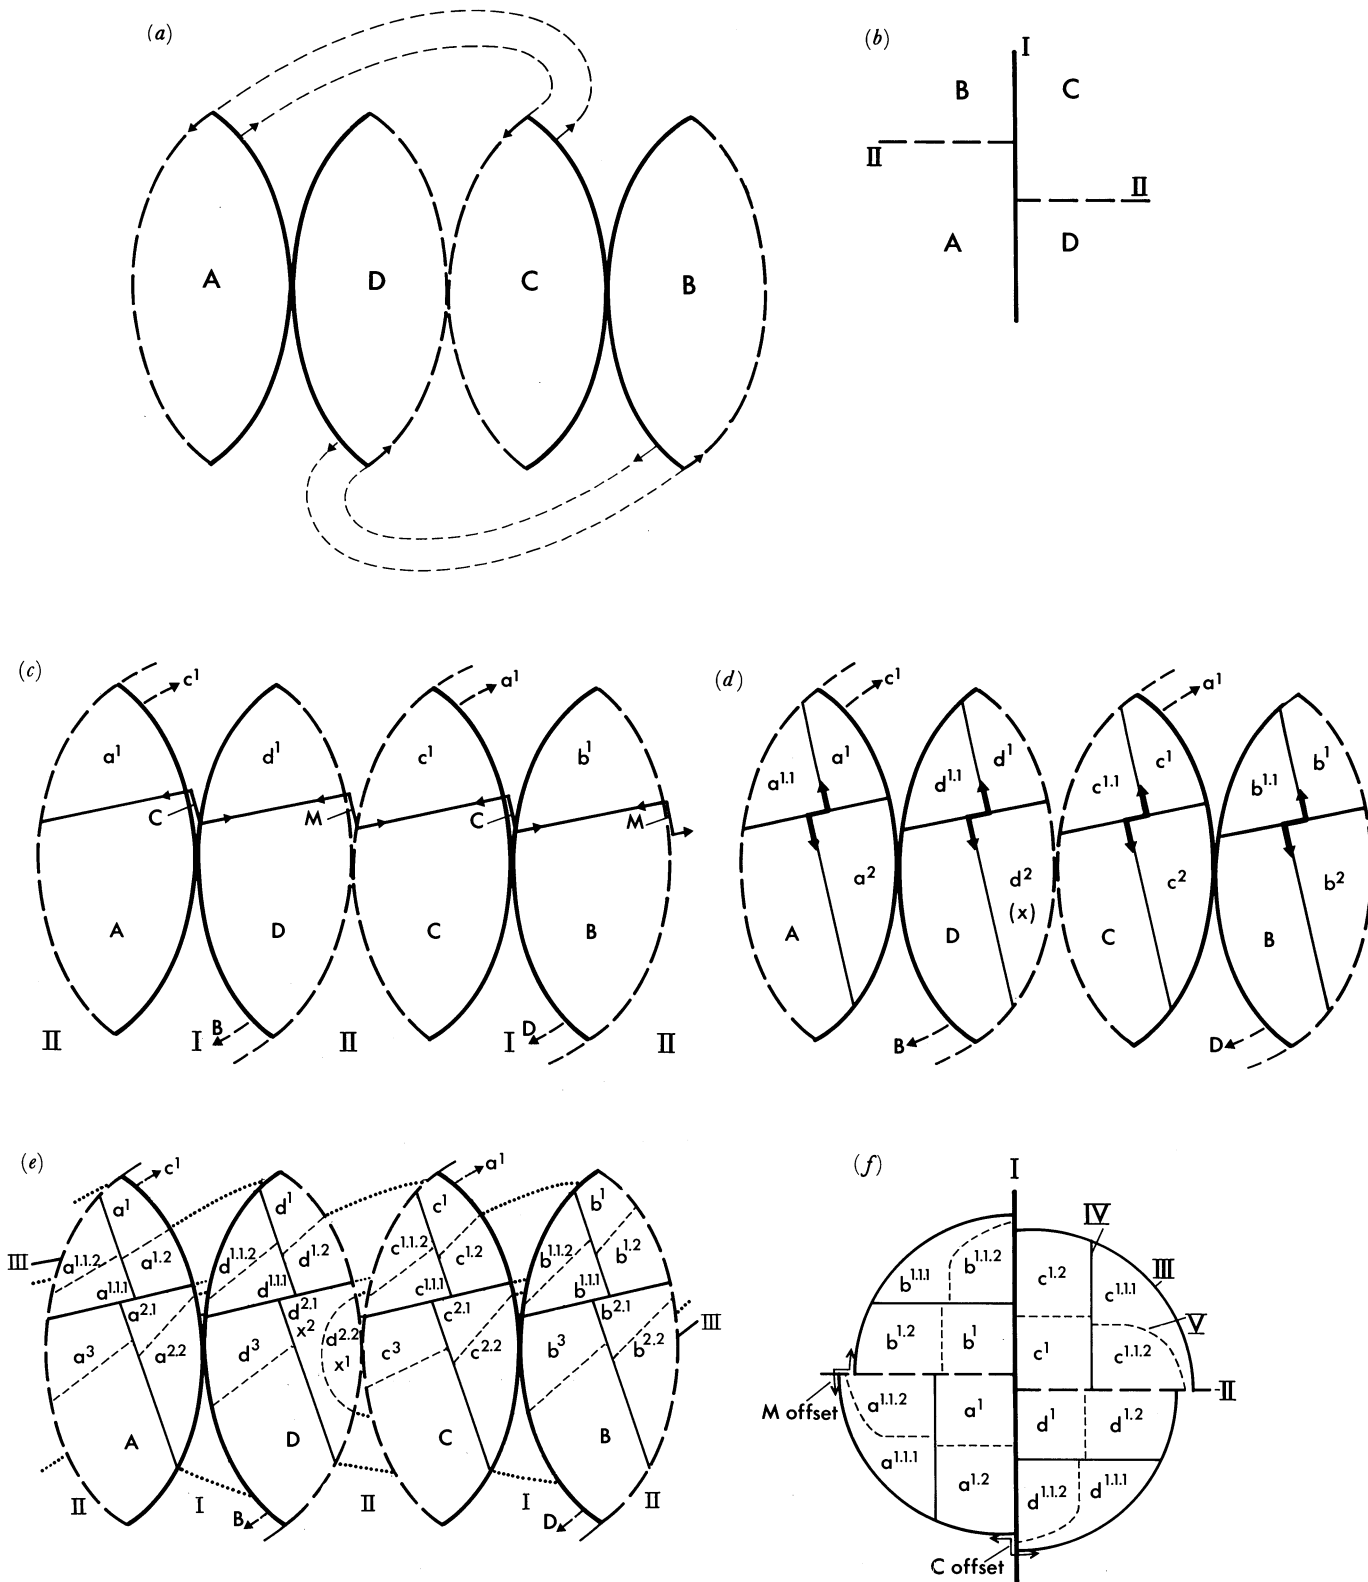 (a)
A D C B
(b)
I
B C
II
II
A D
(c)
c¹ a¹
a¹ d¹ c¹ b¹
C M C M
A D C B
B D
II I II I II
(d)
c¹ a¹
a¹ d¹ c¹ b¹
a¹·¹ d¹·¹ c¹·¹ b¹·¹
a² d² c² b²
(x)
A D C B
B D
(e)
c¹ a¹
a¹ d¹ c¹ b¹
III
a¹·¹·² a¹·² d¹·¹·² d¹·² c¹·¹·² c¹·² b¹·¹·² b¹·²
a¹·¹·¹ d¹·¹·¹ c¹·¹·¹ b¹·¹·¹
a²·¹ d²·¹ c²·¹ b²·¹
x²
III
a³ a²·² d³ d²·² c³ c²·² b³ b²·²
x¹
A D C B
II I II I II
B D
(f)
I
IV
b¹·¹·¹ b¹·¹·² c¹·² c¹·¹·¹ III
V
b¹·² b¹ c¹ c¹·¹·²
II
M offset
a¹·¹·² a¹ d¹ d¹·²
a¹·¹·¹ a¹·² d¹·¹·² d¹·¹·¹
C offset